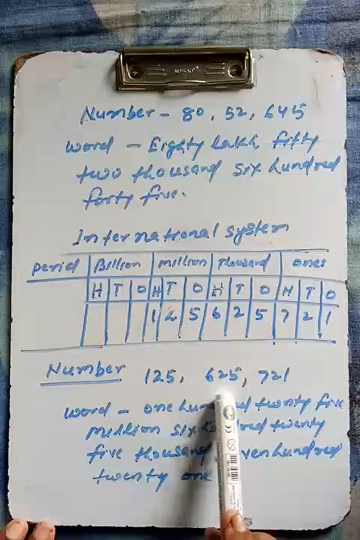 Number - 80, 52, 645
word - Eighty Lakh fifty
two thousand six hundred
forty five.
International system
Period Billion million Thousand ones
H T O H T O H T O H T O
1 2 5 6 2 5 7 2 1
Number 125, 625, 721
word - one hundred twenty five
million six hundred twenty
five thousand seven hundred
twenty one